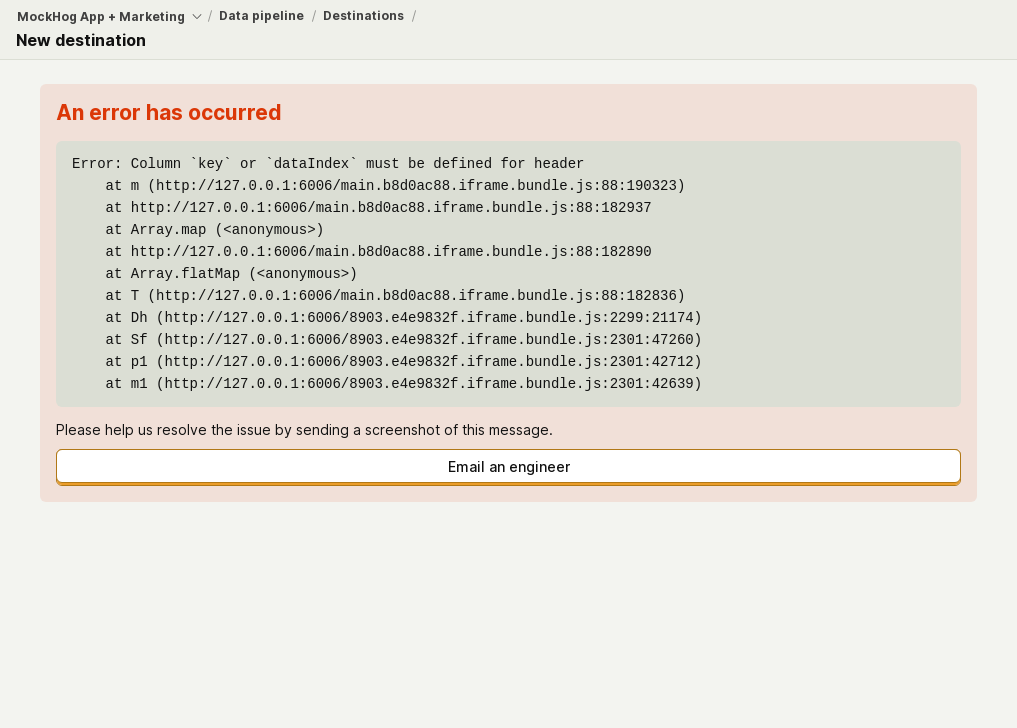 MockHog App + Marketing / Data pipeline / Destinations /
New destination
An error has occurred
Error: Column `key` or `dataIndex` must be defined for header
    at m (http://127.0.0.1:6006/main.b8d0ac88.iframe.bundle.js:88:190323)
    at http://127.0.0.1:6006/main.b8d0ac88.iframe.bundle.js:88:182937
    at Array.map (<anonymous>)
    at http://127.0.0.1:6006/main.b8d0ac88.iframe.bundle.js:88:182890
    at Array.flatMap (<anonymous>)
    at T (http://127.0.0.1:6006/main.b8d0ac88.iframe.bundle.js:88:182836)
    at Dh (http://127.0.0.1:6006/8903.e4e9832f.iframe.bundle.js:2299:21174)
    at Sf (http://127.0.0.1:6006/8903.e4e9832f.iframe.bundle.js:2301:47260)
    at p1 (http://127.0.0.1:6006/8903.e4e9832f.iframe.bundle.js:2301:42712)
    at m1 (http://127.0.0.1:6006/8903.e4e9832f.iframe.bundle.js:2301:42639)
Please help us resolve the issue by sending a screenshot of this message.
Email an engineer